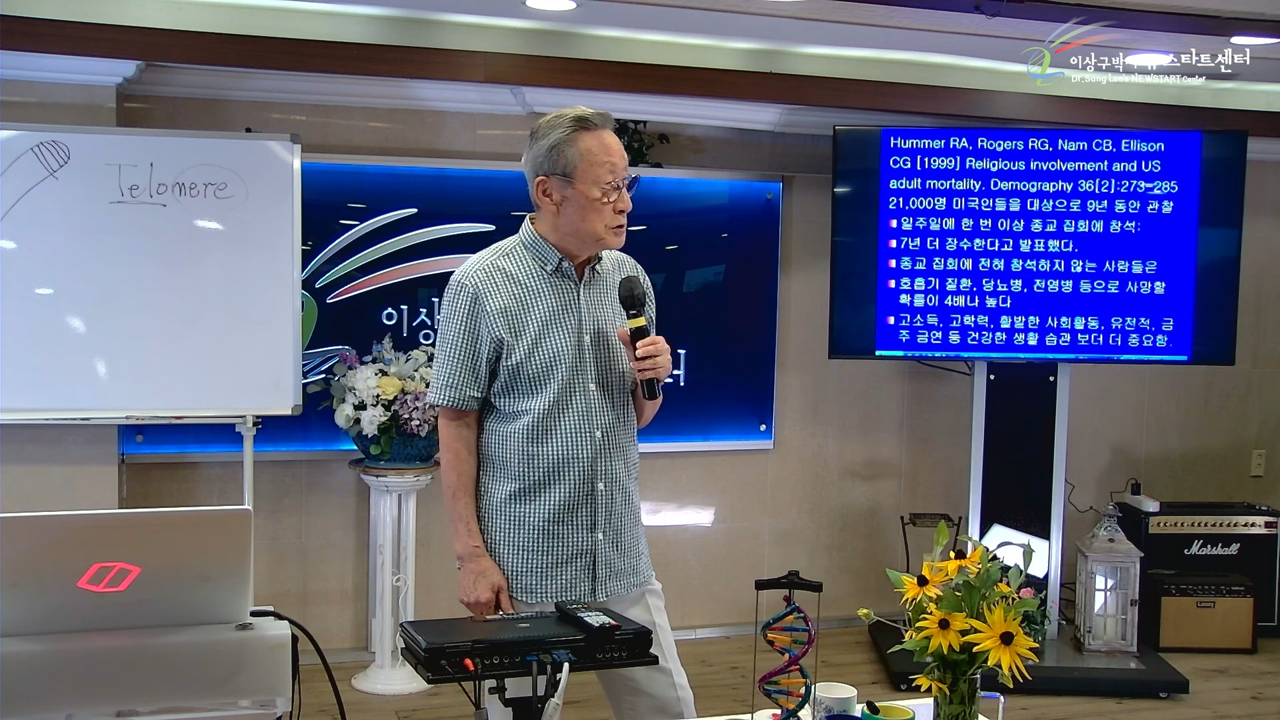 이상구박 스타트센터
Dr. Sang Lee's NEWSTART Center
Telomere
이상
Hummer RA, Rogers RG, Nam CB, Ellison
CG [1999] Religious involvement and US
adult mortality. Demography 36[2]:273-285
21,000명 미국인들을 대상으로 9년 동안 관찰
일주일에 한 번 이상 종교 집회에 참석:
7년 더 장수한다고 발표했다.
종교 집회에 전혀 참석하지 않는 사람들은
호흡기 질환, 당뇨병, 전염병 등으로 사망할
확률이 4배나 높다
고소득, 고학력, 활발한 사회활동, 유전적, 금
주 금연 등 건강한 생활 습관 보더 더 중요함.
Marshall
Laney